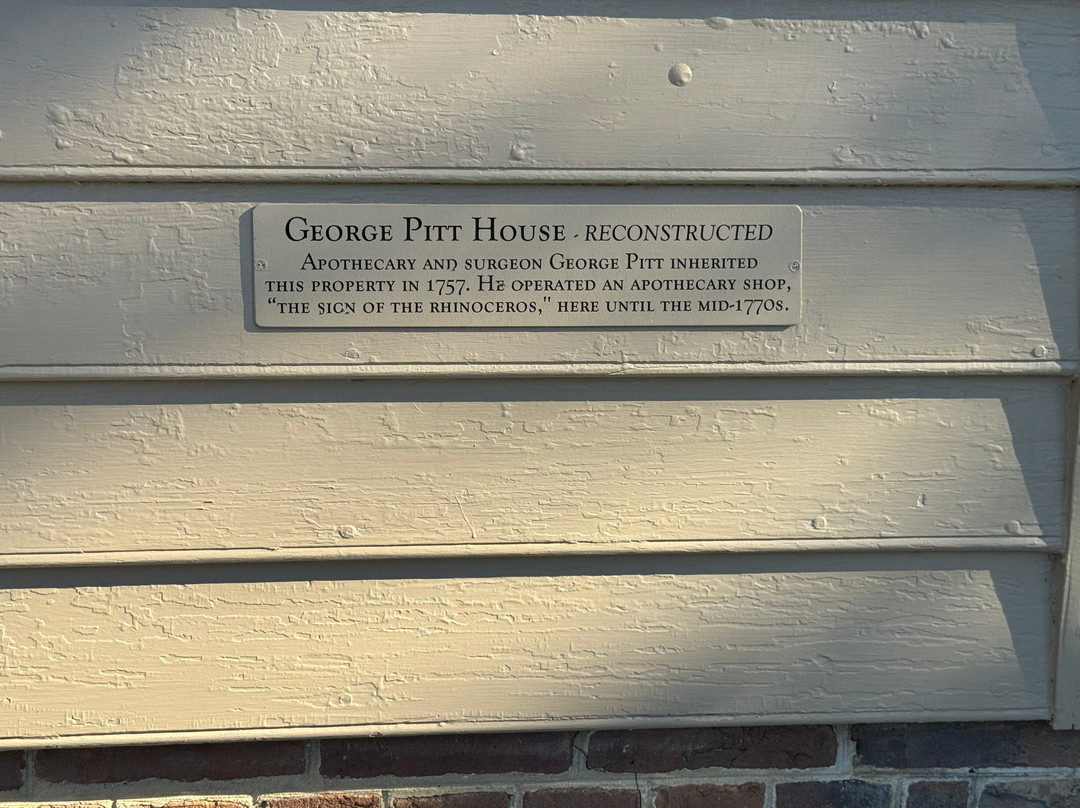 George Pitt House - RECONSTRUCTED
Apothecary and surgeon George Pitt inherited
this property in 1757. He operated an apothecary shop,
“the sign of the rhinoceros," here until the mid-1770s.